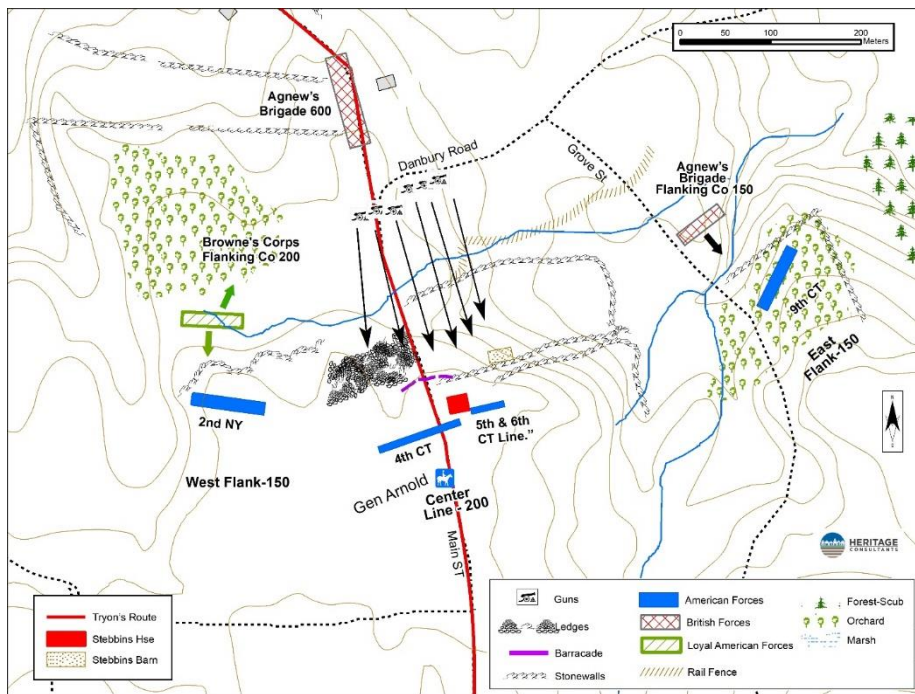 0 50 100 200
Meters
Agnew's
Brigade 600
Danbury Road
Grove St.
Agnew's
Brigade
Flanking Co 150
Browne's Corps
Flanking Co 200
9th CT
East
Flank-150
2nd NY
5th & 6th
CT Line.”
4th CT
West Flank-150
Gen Arnold
Center
Line - 200
Main ST
N
HERITAGE
CONSULTANTS
Tryon's Route
Stebbins Hse
Stebbins Barn
Guns
Ledges
Barracade
Stonewalls
American Forces
British Forces
Loyal American Forces
Rail Fence
Forest-Scub
Orchard
Marsh